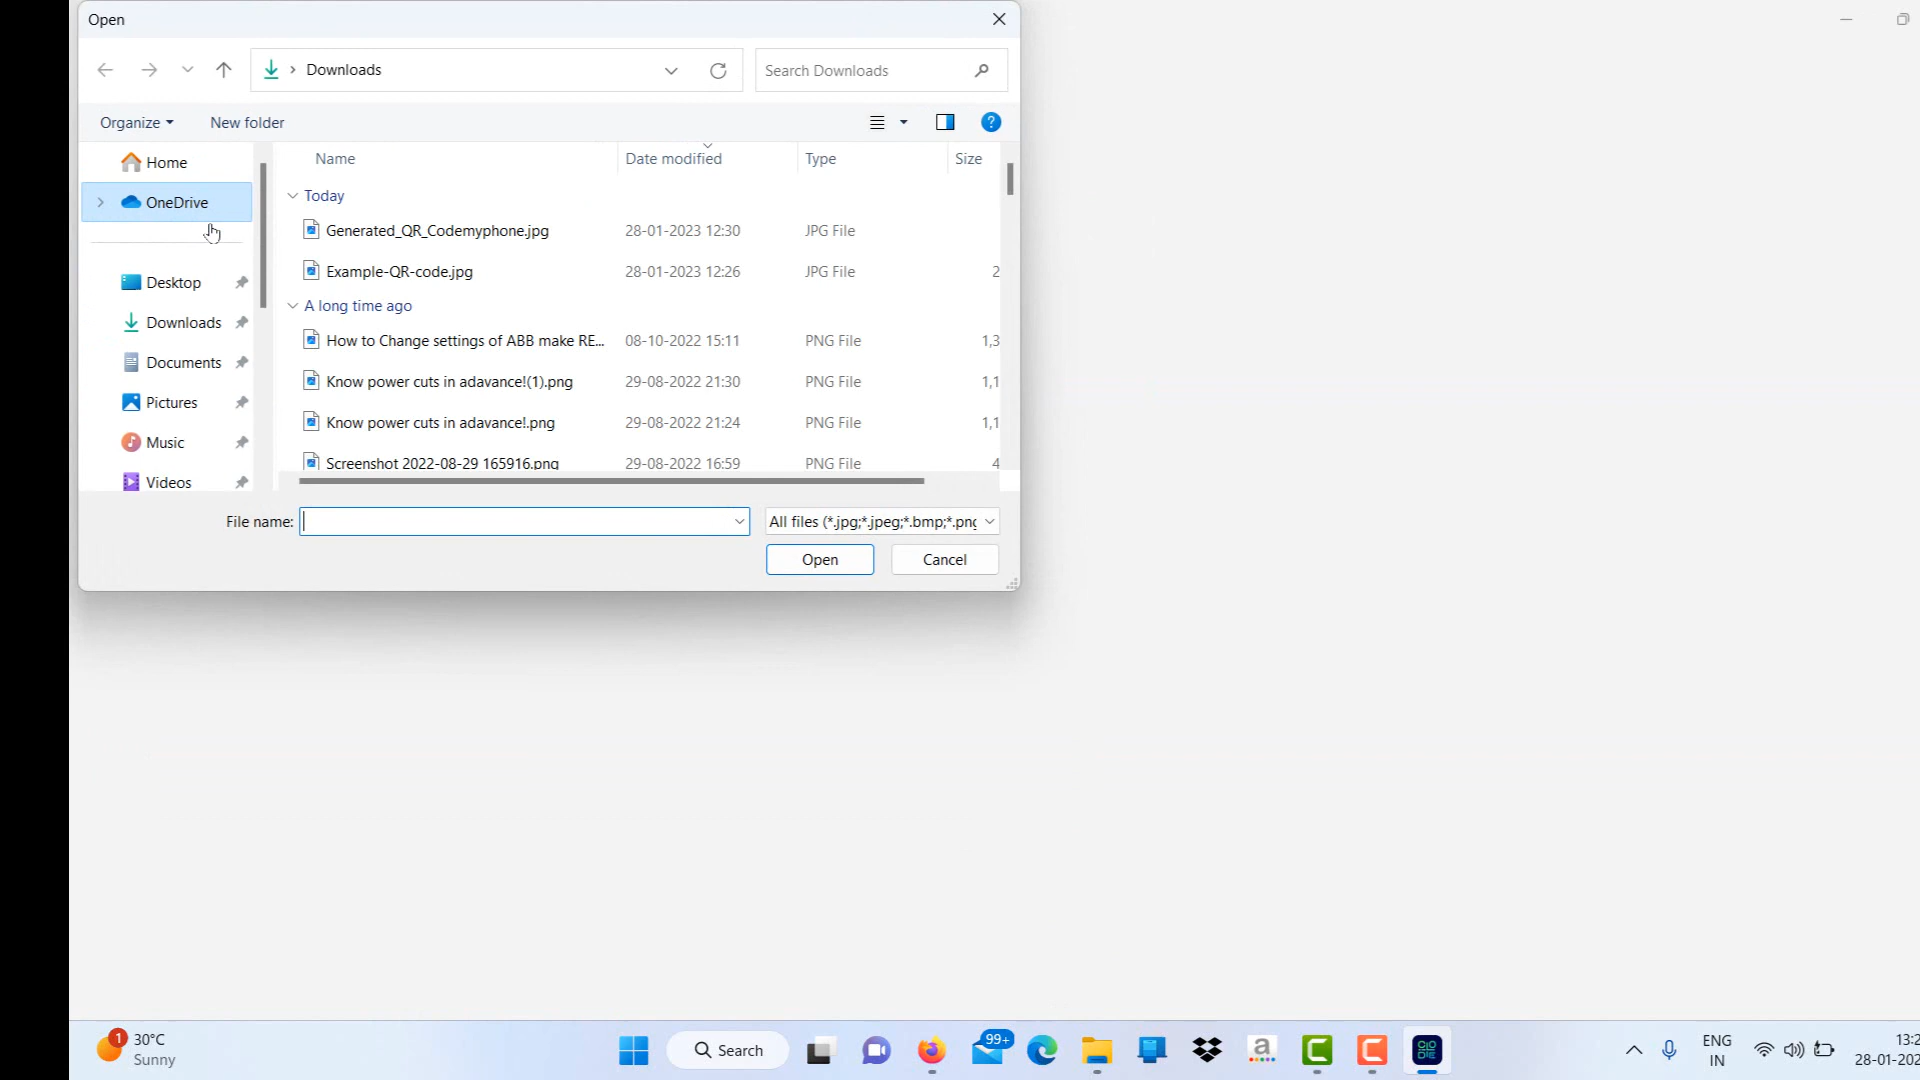 Open
Downloads
Search Downloads
Organize
New folder
Home
OneDrive
Desktop
Downloads
Documents
Pictures
Music
Videos
Name Date modified Type Size
Today
Generated_QR_Codemyphone.jpg 28-01-2023 12:30 JPG File
Example-QR-code.jpg 28-01-2023 12:26 JPG File 2
A long time ago
How to Change settings of ABB make RE... 08-10-2022 15:11 PNG File 1,3
Know power cuts in adavance!(1).png 29-08-2022 21:30 PNG File 1,1
Know power cuts in adavance!.png 29-08-2022 21:24 PNG File 1,1
Screenshot 2022-08-29 165916.png 29-08-2022 16:59 PNG File 4
File name:
All files (*.jpg;*.jpeg;*.bmp;*.png
Open
Cancel
1
30°C
Sunny
Search
99+
a
ENG
IN
13:2
28-01-202